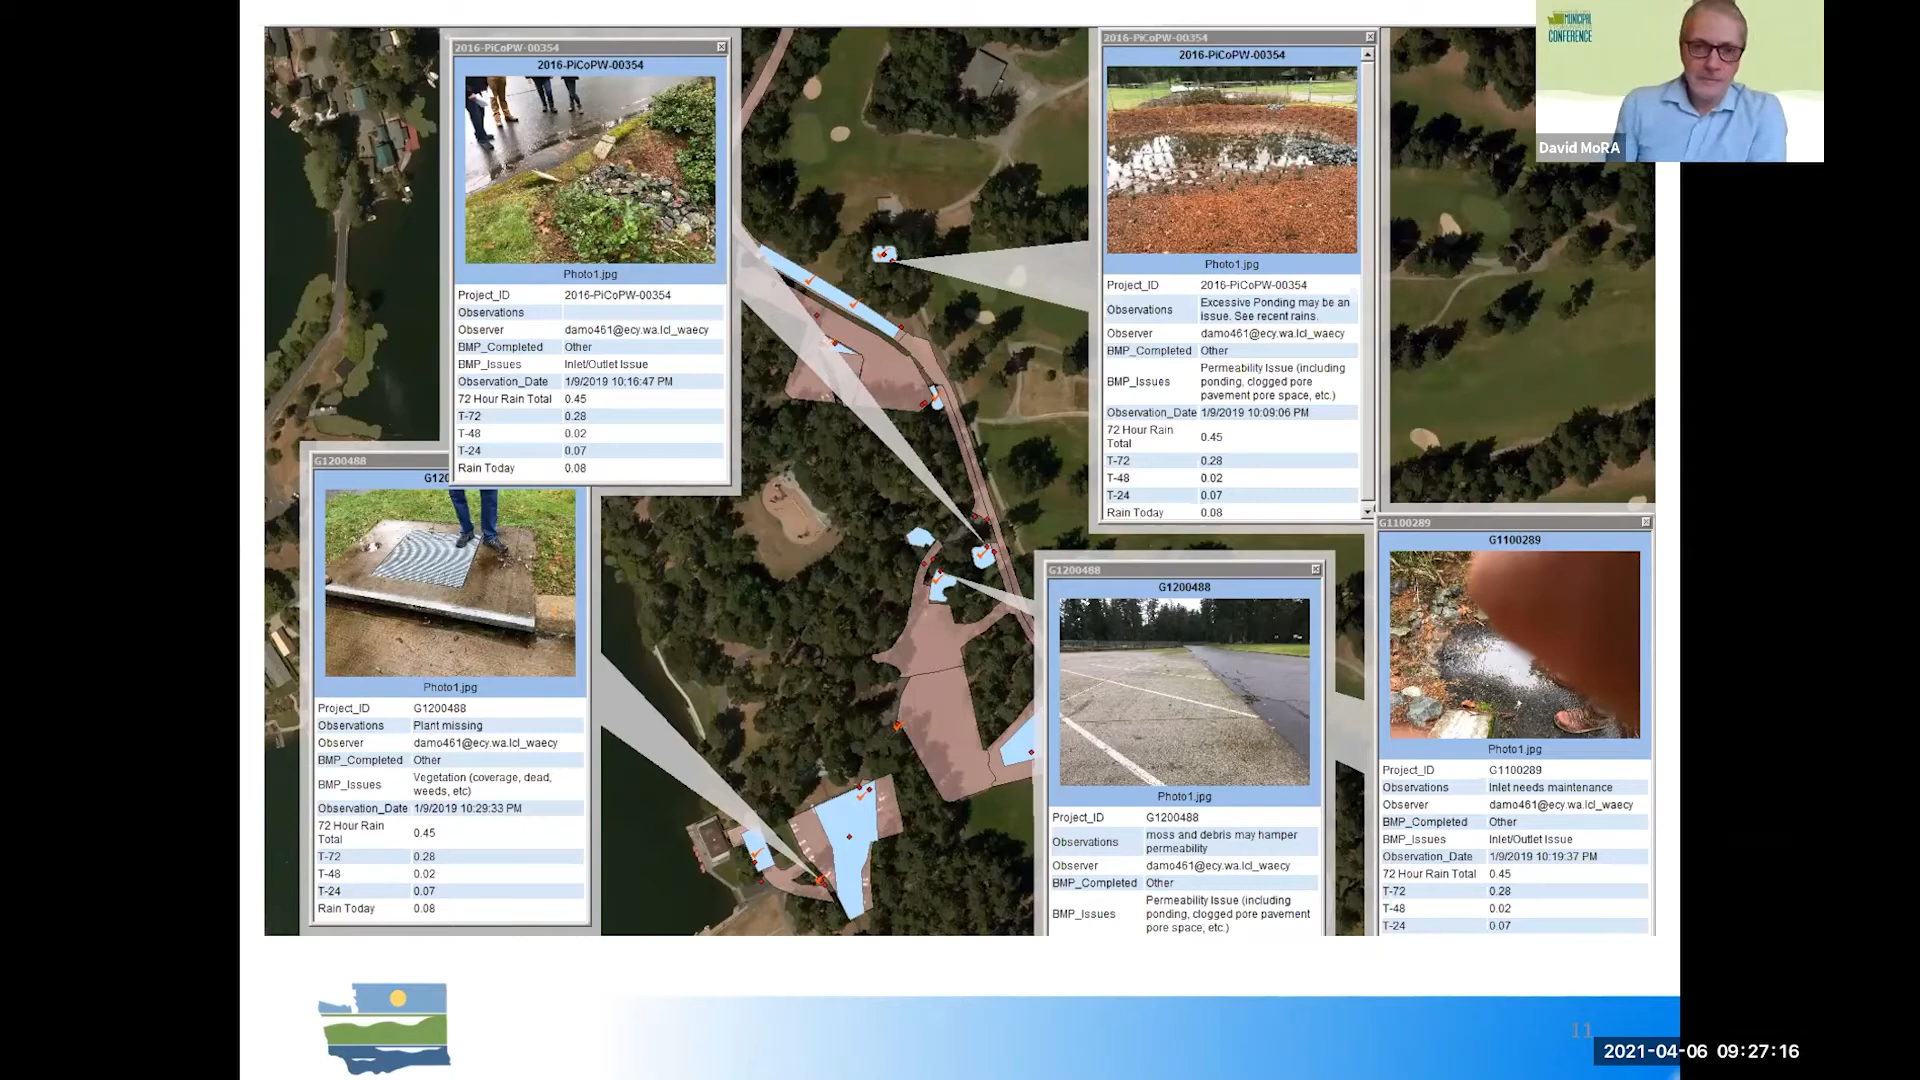 2016-PiCoPW-00354
2016-PiCoPW-00354
Photo1.jpg
Project_ID 2016-PiCoPW-00354
Observations
Observer damo461@ecy.wa.lcl_waecy
BMP_Completed Other
BMP_Issues Inlet/Outlet Issue
Observation_Date 1/9/2019 10:16:47 PM
72 Hour Rain Total 0.45
T-72 0.28
T-48 0.02
T-24 0.07
Rain Today 0.08
2016-PiCoPW-00354
2016-PiCoPW-00354
Photo1.jpg
Project_ID 2016-PiCoPW-00354
Observations Excessive Ponding may be an
issue. See recent rains.
Observer damo461@ecy.wa.lcl_waecy
BMP_Completed Other
BMP_Issues Permeability Issue (including
ponding, clogged pore
pavement pore space, etc.)
Observation_Date 1/9/2019 10:09:06 PM
72 Hour Rain
Total 0.45
T-72 0.28
T-48 0.02
T-24 0.07
Rain Today 0.08
MUNICIPAL
CONFERENCE
David MoRA
G1200488
G120
Photo1.jpg
Project_ID G1200488
Observations Plant missing
Observer damo461@ecy.wa.lcl_waecy
BMP_Completed Other
BMP_Issues Vegetation (coverage, dead,
weeds, etc)
Observation_Date 1/9/2019 10:29:33 PM
72 Hour Rain
Total 0.45
T-72 0.28
T-48 0.02
T-24 0.07
Rain Today 0.08
G1200488
G1200488
Photo1.jpg
Project_ID G1200488
Observations moss and debris may hamper
permeability
Observer damo461@ecy.wa.lcl_waecy
BMP_Completed Other
BMP_Issues Permeability Issue (including
ponding, clogged pore pavement
pore space, etc.)
G1100289
G1100289
Photo1.jpg
Project_ID G1100289
Observations Inlet needs maintenance
Observer damo461@ecy.wa.lcl_waecy
BMP_Completed Other
BMP_Issues Inlet/Outlet Issue
Observation_Date 1/9/2019 10:19:37 PM
72 Hour Rain Total 0.45
T-72 0.28
T-48 0.02
T-24 0.07
11
2021-04-06 09:27:16